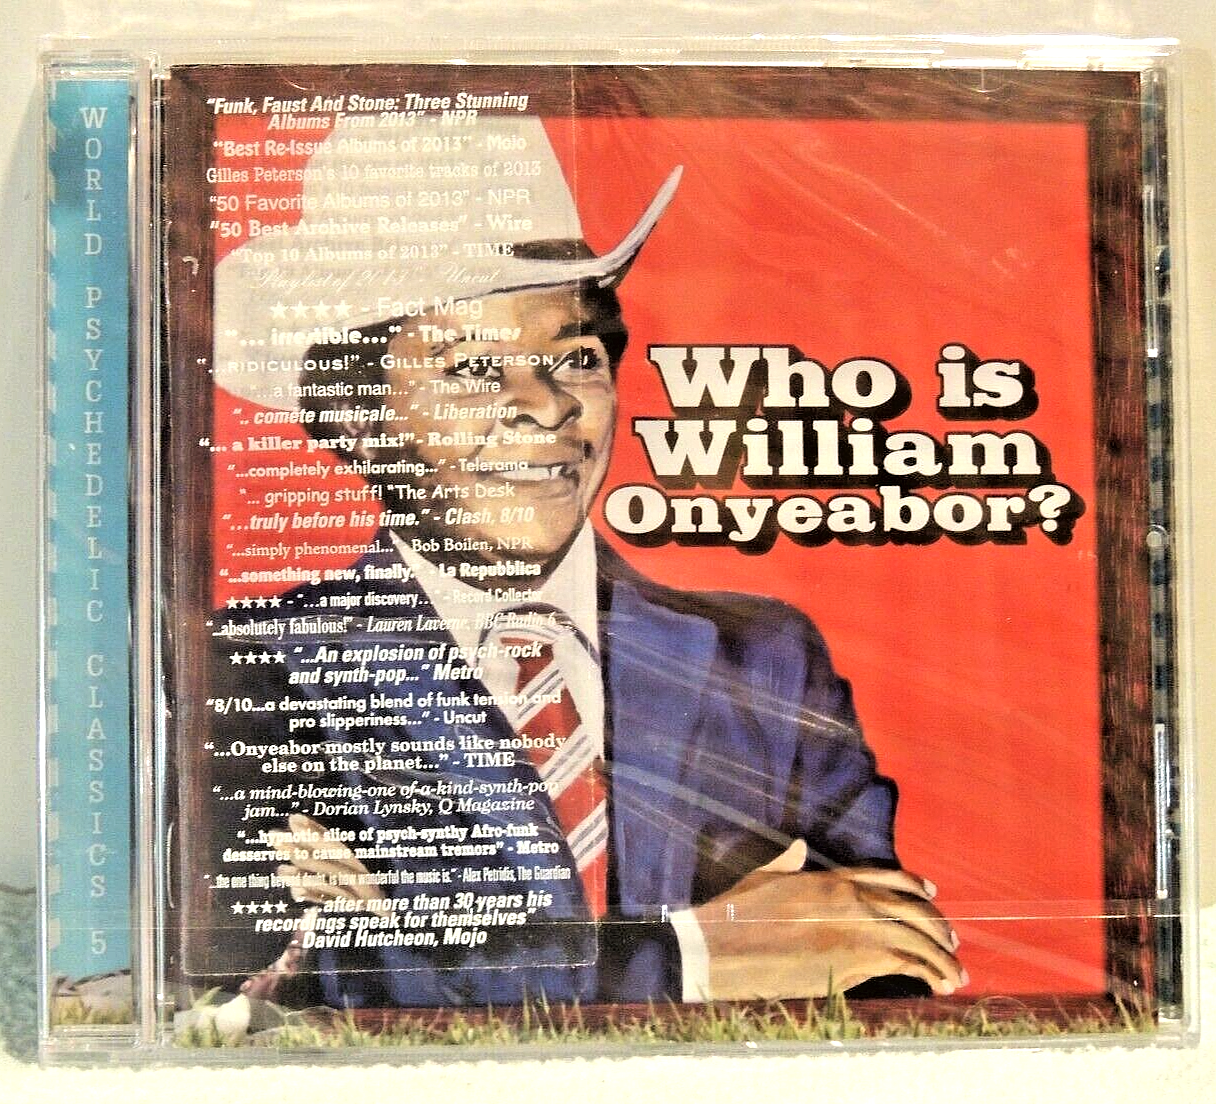 WORLD PSYCHEDELIC CLASSICS 5
"Funk, Faust And Stone: Three Stunning
Albums From 2013" - NPR
"Best Re-Issue Albums of 2013" - Mojo
Gilles Peterson's 10 favorite tracks of 2013
"50 Favorite Albums of 2013" - NPR
"50 Best Archive Releases" - Wire
"Top 10 Albums of 2013" - TIME
"Playlist of 2013" - Uncut
★★★★ - Fact Mag
"... irrestible..." - The Times
"...RIDICULOUS!" - GILLES PETERSON
"...a fantastic man..." - The Wire
".. comète musicale..." - Liberation
"... a killer party mix!"- Rolling Stone
"...completely exhilarating..." - Telerama
"... gripping stuff! "The Arts Desk
"...truly before his time." - Clash, 8/10
"...simply phenomenal..." - Bob Boilen, NPR
"...something new, finally." - La Repubblica
★★★★ - "...a major discovery..." - Record Collector
"...absolutely fabulous!" - Lauren Laverne, BBC Radio 6
★★★★ "...An explosion of psych-rock
and synth-pop..." Metro
"8/10...a devastating blend of funk tension and
pro slipperiness..." - Uncut
"...Onyeabor mostly sounds like nobody
else on the planet..." - TIME
"...a mind-blowing-one of-a-kind-synth-pop
jam..." - Dorian Lynsky, Q Magazine
"...hypnotic slice of psych-synthy Afro-funk
desserves to cause mainstream tremors" - Metro
"...the one thing beyond doubt, is how wonderful the music is." - Alex Petridis, The Guardian
★★★★ "...after more than 30 years his
recordings speak for themselves"
- David Hutcheon, Mojo
Who is
William
Onyeabor?